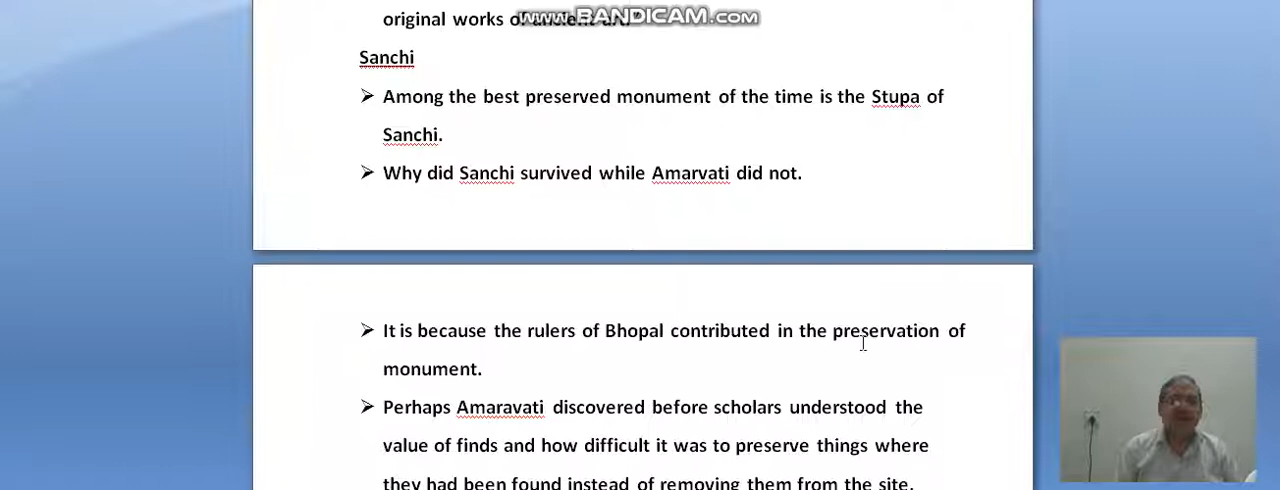 www.BANDICAM.com
original works of ancient art."
Sanchi
➢ Among the best preserved monument of the time is the Stupa of
Sanchi.
➢ Why did Sanchi survived while Amarvati did not.
➢ It is because the rulers of Bhopal contributed in the preservation of
monument.
➢ Perhaps Amaravati discovered before scholars understood the
value of finds and how difficult it was to preserve things where
they had been found instead of removing them from the site.